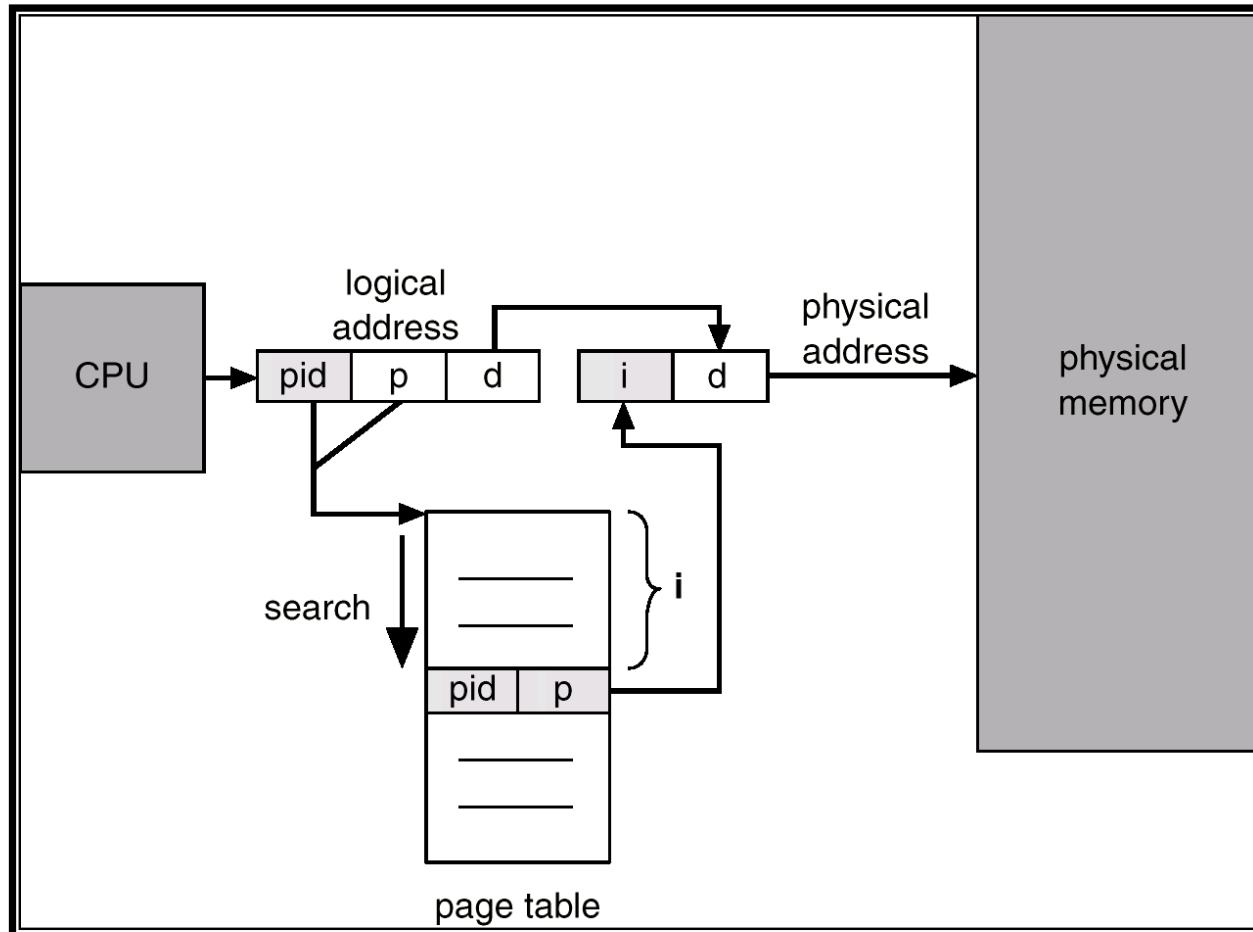 logical
address
physical
address
CPU
pid p d
i d
physical
memory
search
i
pid p
page table